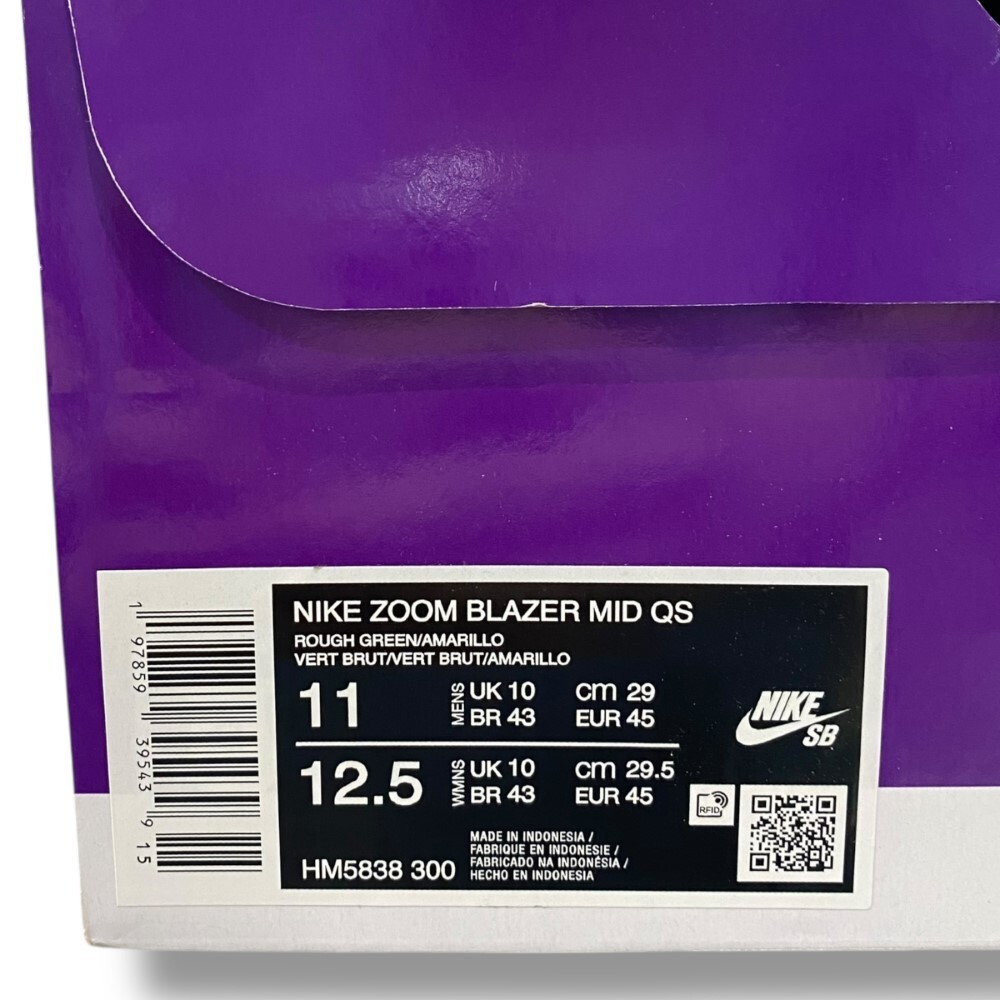 NIKE ZOOM BLAZER MID QS
ROUGH GREEN/AMARILLO
VERT BRUT/VERT BRUT/AMARILLO
11 MENS UK 10 cm 29
BR 43 EUR 45
12.5 WMNS UK 10 cm 29.5
BR 43 EUR 45
NIKE
SB
RFID
HM5838 300
MADE IN INDONESIA /
FABRIQUE EN INDONESIE /
FABRICADO NA INDONÉSIA /
HECHO EN INDONESIA
1 97859 39543 9 15